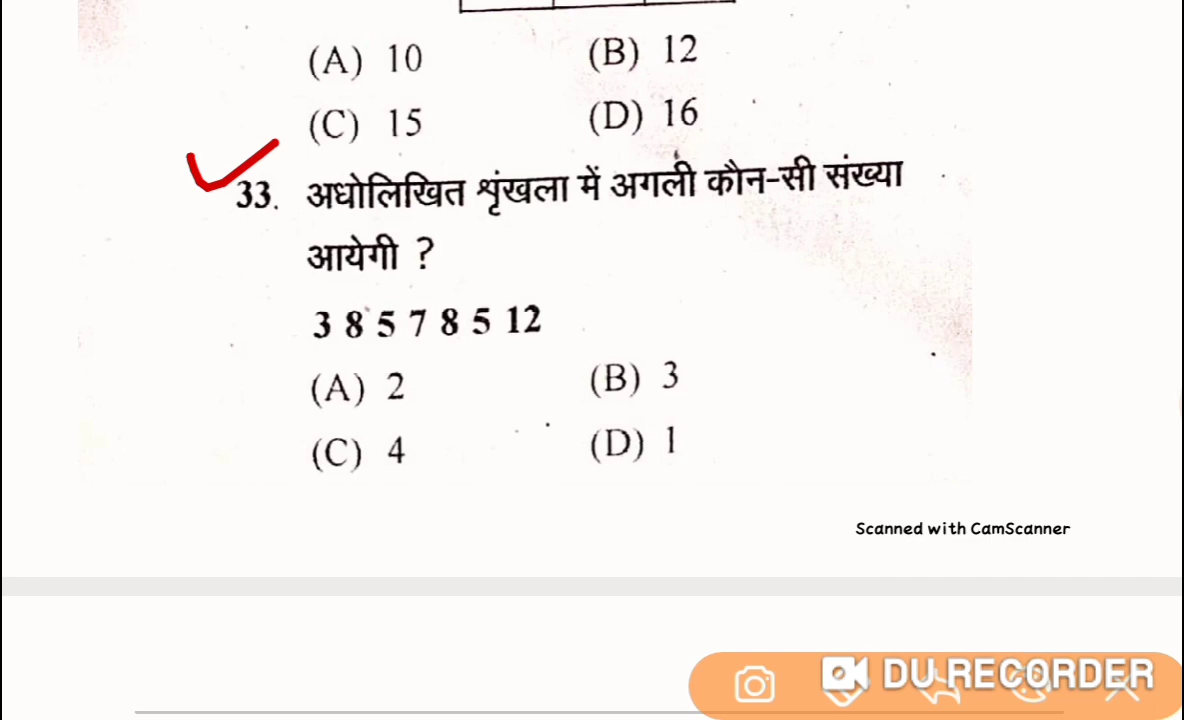 (A) 10 (B) 12
(C) 15 (D) 16
33. अधोलिखित शृंखला में अगली कौन-सी संख्या
आयेगी ?
3 8 5 7 8 5 12
(A) 2 (B) 3
(C) 4 (D) 1
Scanned with CamScanner
DU RECORDER